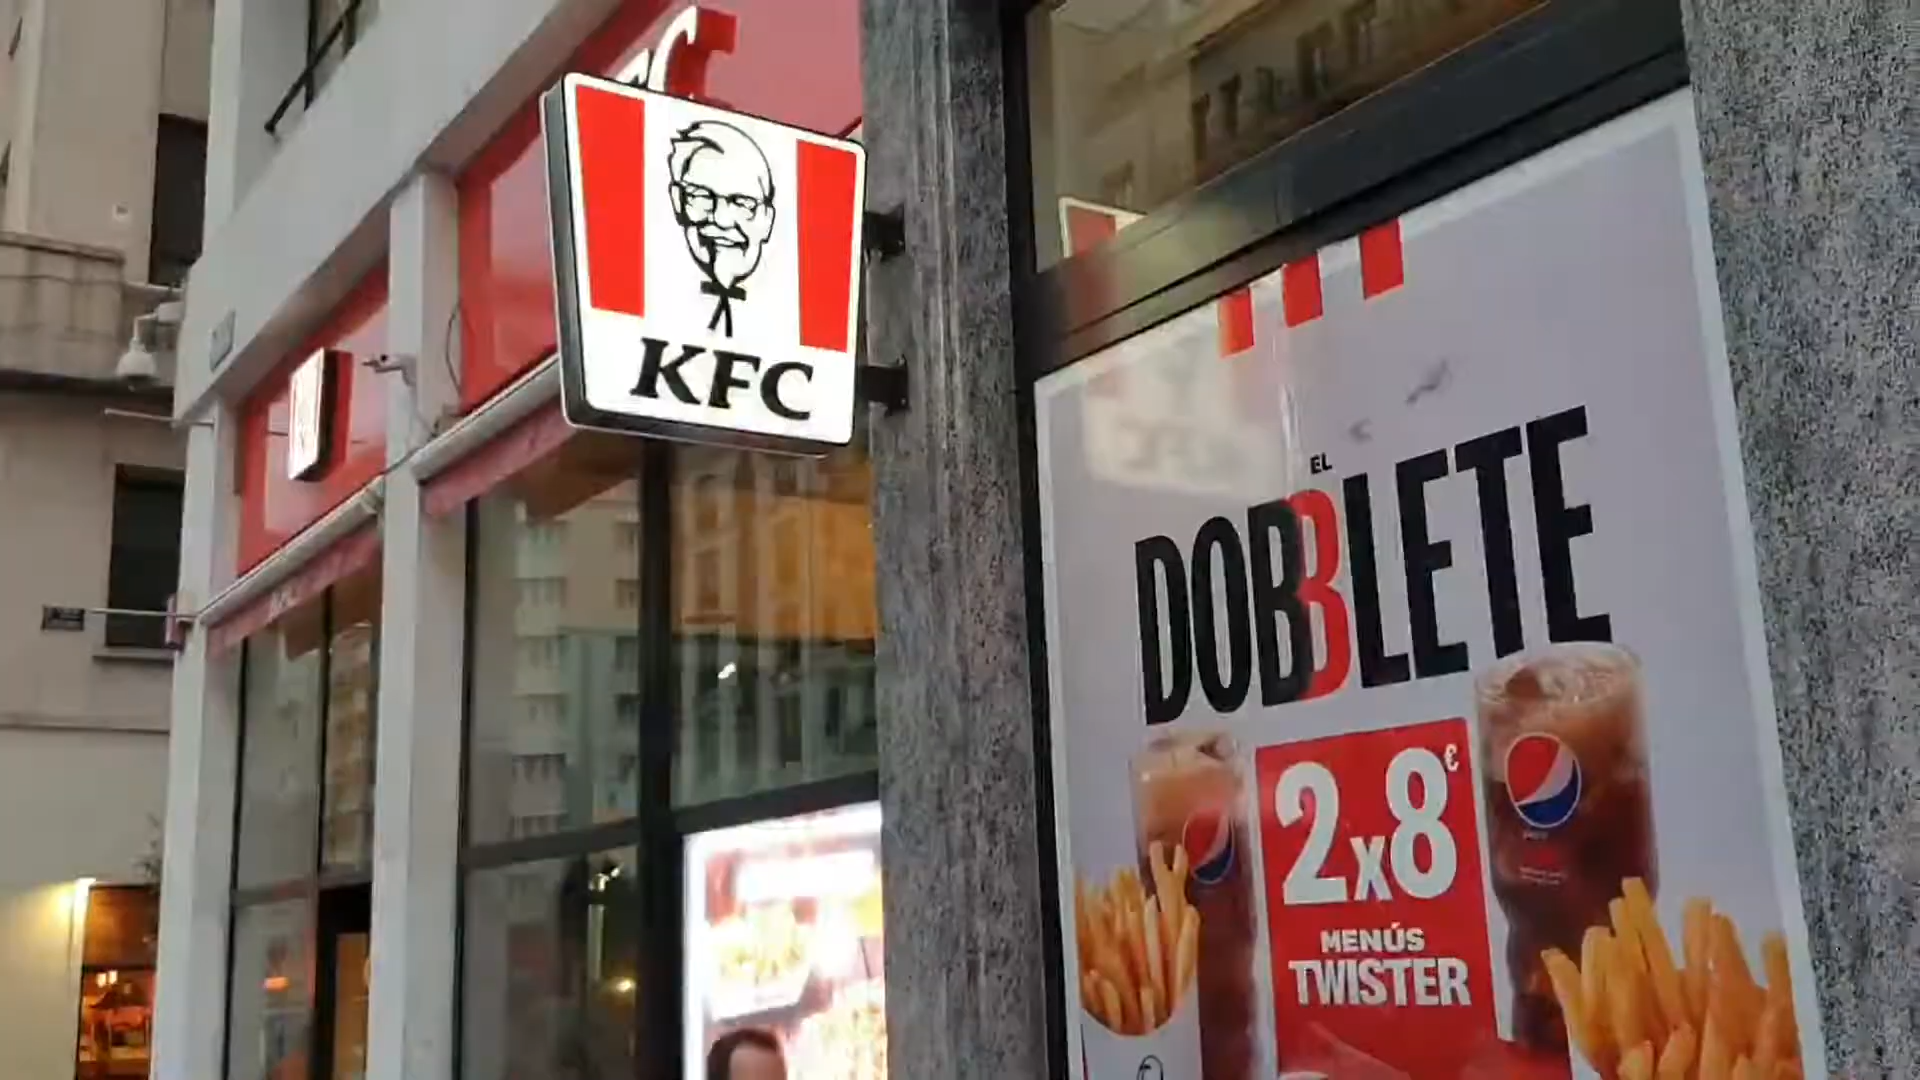 KFC
EL
DOBBLETE
2x8€
MENÚS
TWISTER